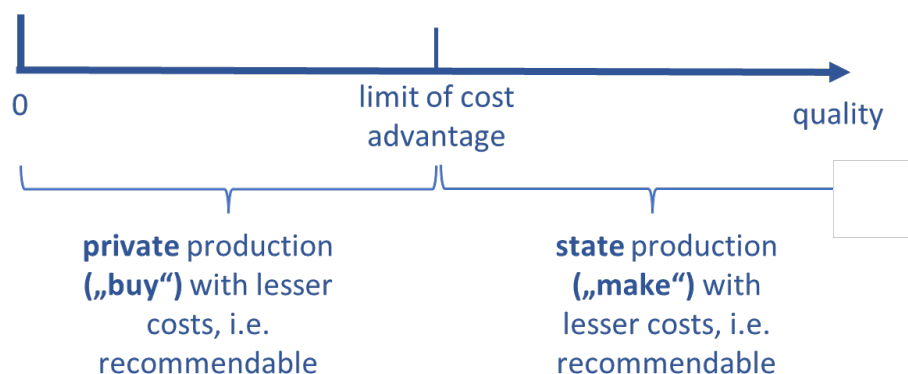 0
limit of cost
advantage
quality
private production
(„buy“) with lesser
costs, i.e.
recommendable
state production
(„make“) with
lesser costs, i.e.
recommendable